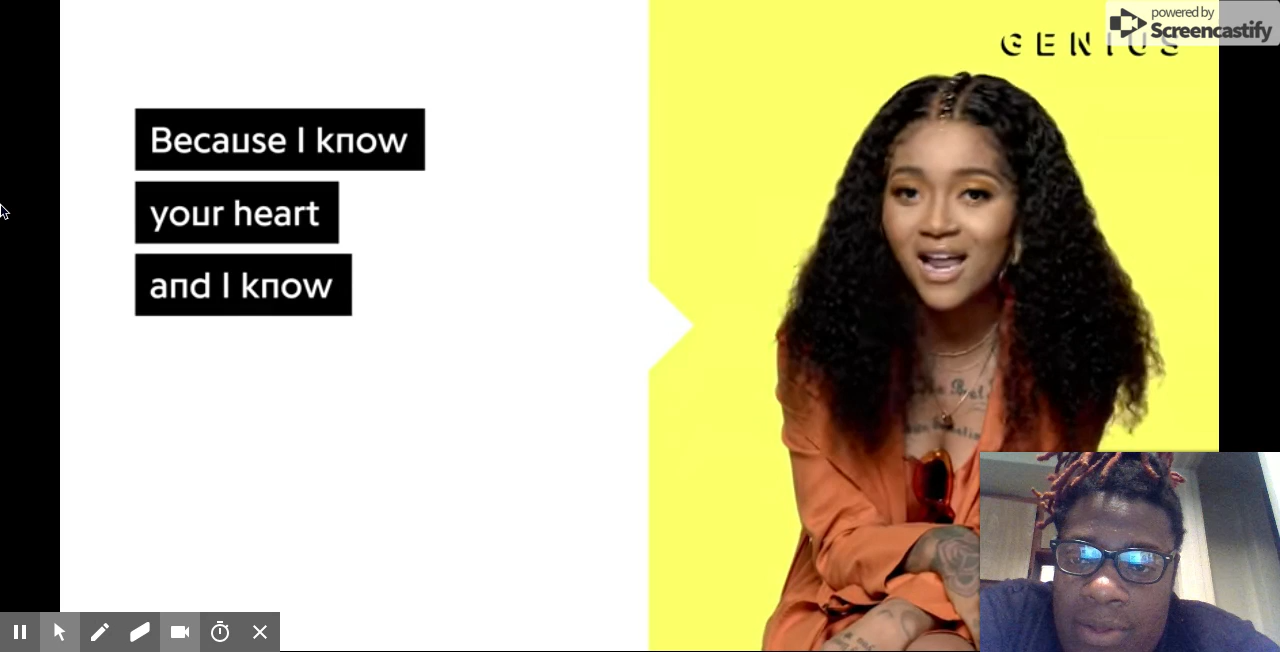 powered by
Screencastify
GENIUS
Because I know
your heart
and I know